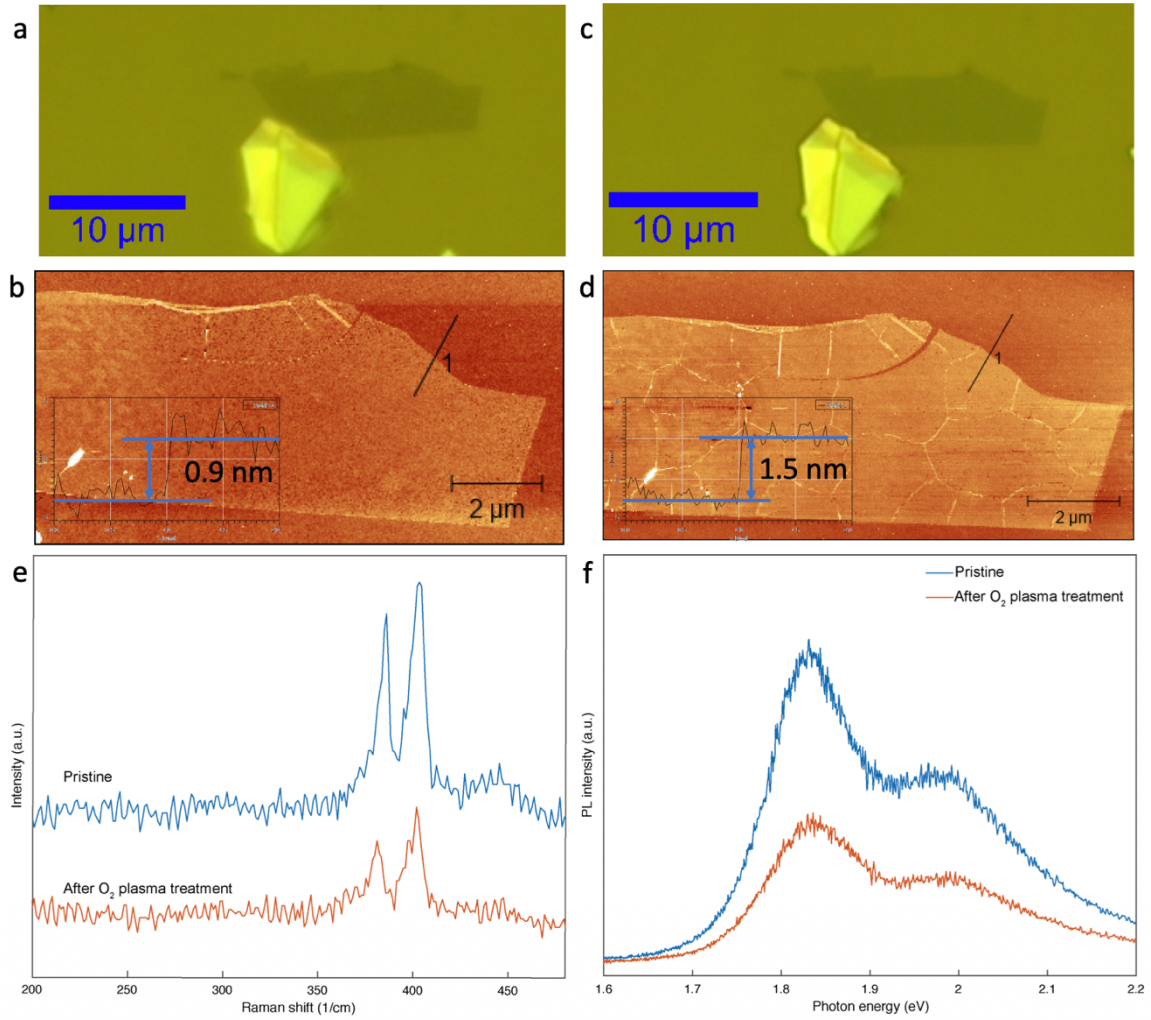 a
10 µm
c
10 µm
b
1
0.9 nm
2 µm
d
1
1.5 nm
2 µm
e
Pristine
After O₂ plasma treatment
Intensity (a.u.)
200 250 300 350 400 450
Raman shift (1/cm)
f
Pristine
After O₂ plasma treatment
PL intensity (a.u.)
1.6 1.7 1.8 1.9 2 2.1 2.2
Photon energy (eV)